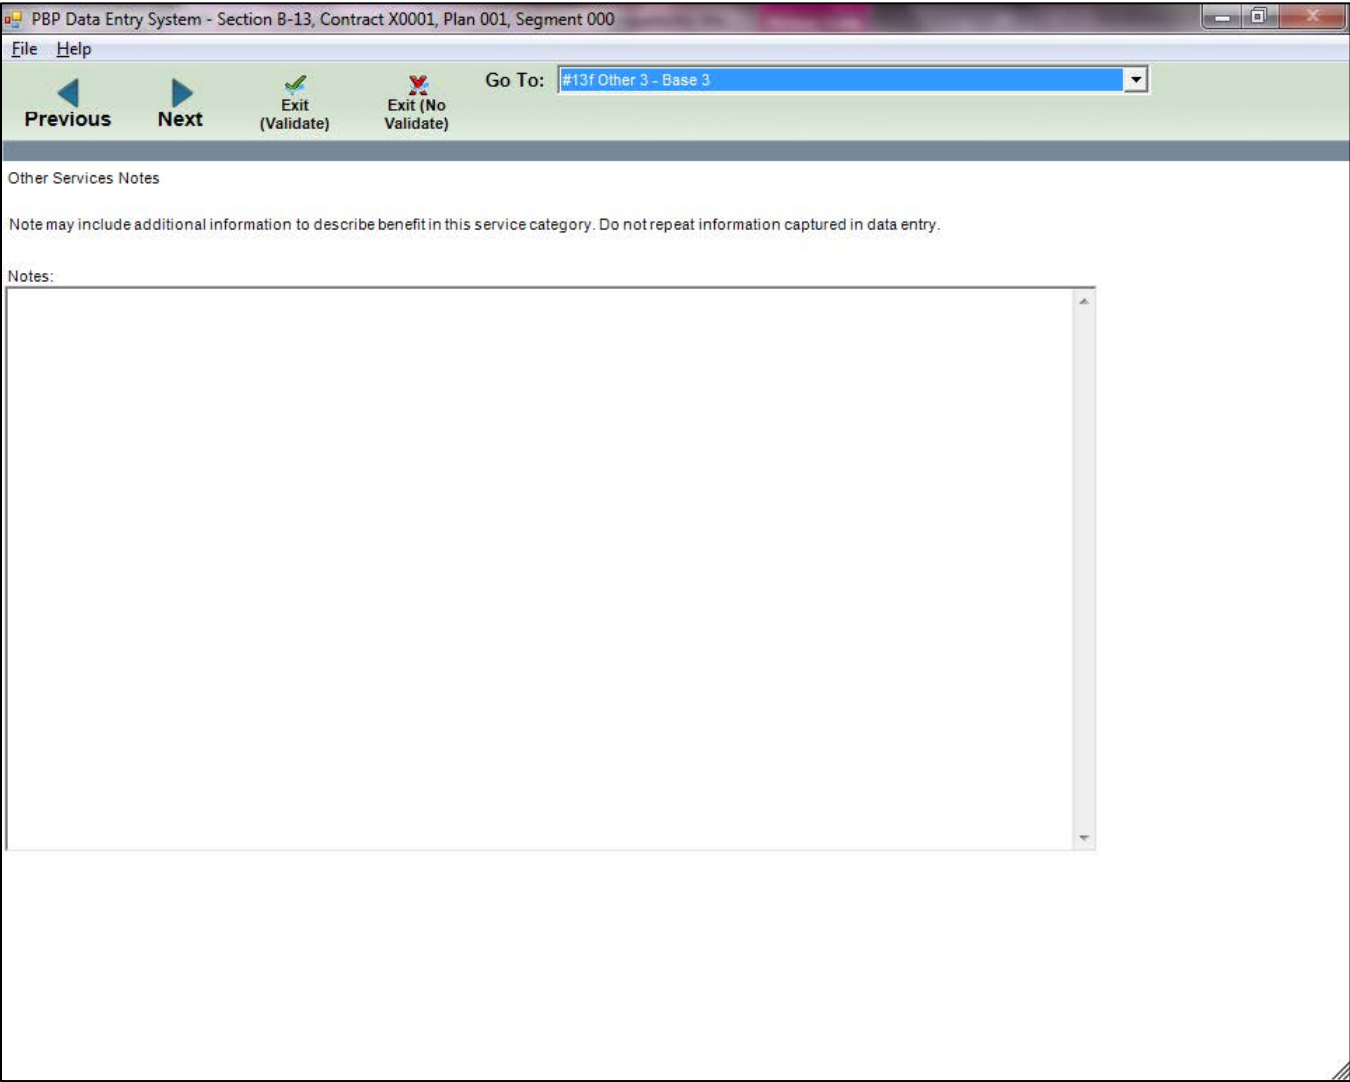 PBP Data Entry System - Section B-13, Contract X0001, Plan 001, Segment 000
File Help
Previous
Next
Exit
(Validate)
Exit (No
Validate)
Go To:
#13f Other 3 - Base 3
Other Services Notes
Note may include additional information to describe benefit in this service category. Do not repeat information captured in data entry.
Notes: